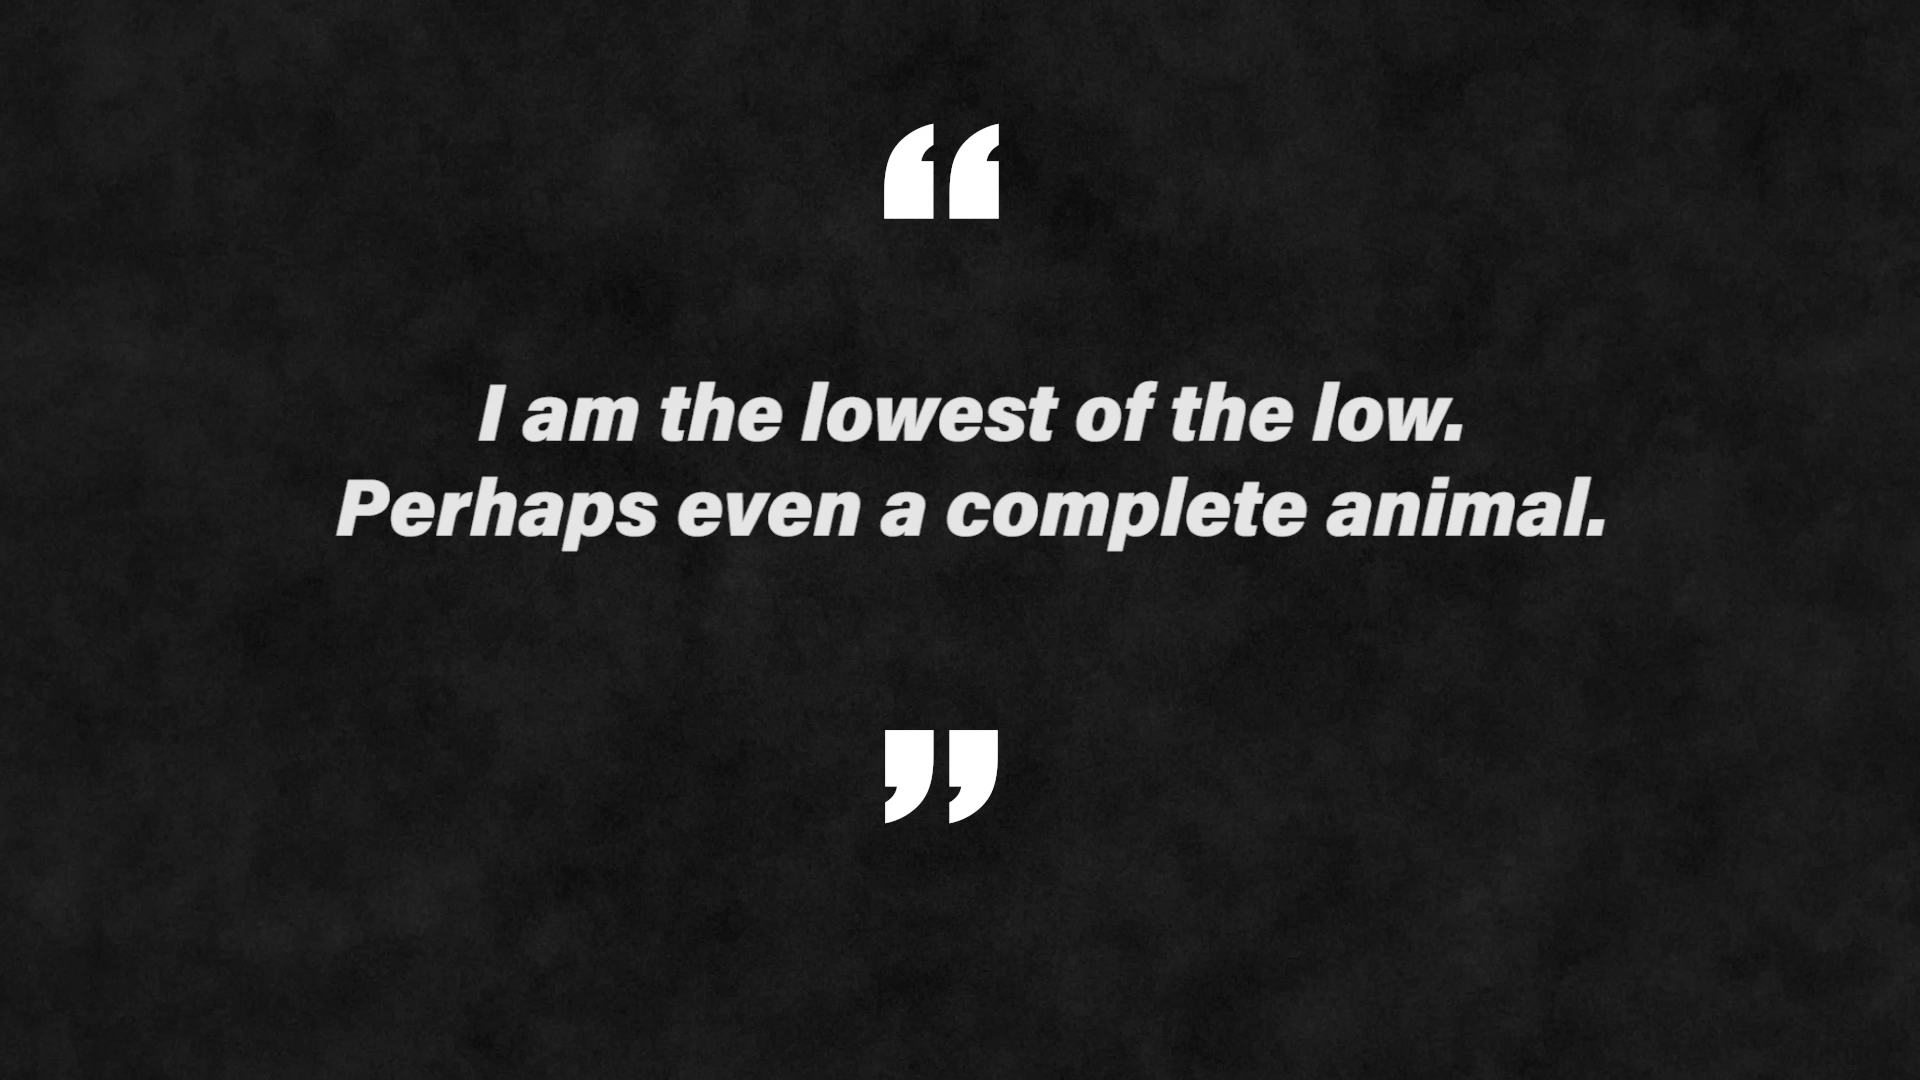 “
I am the lowest of the low.
Perhaps even a complete animal.
”